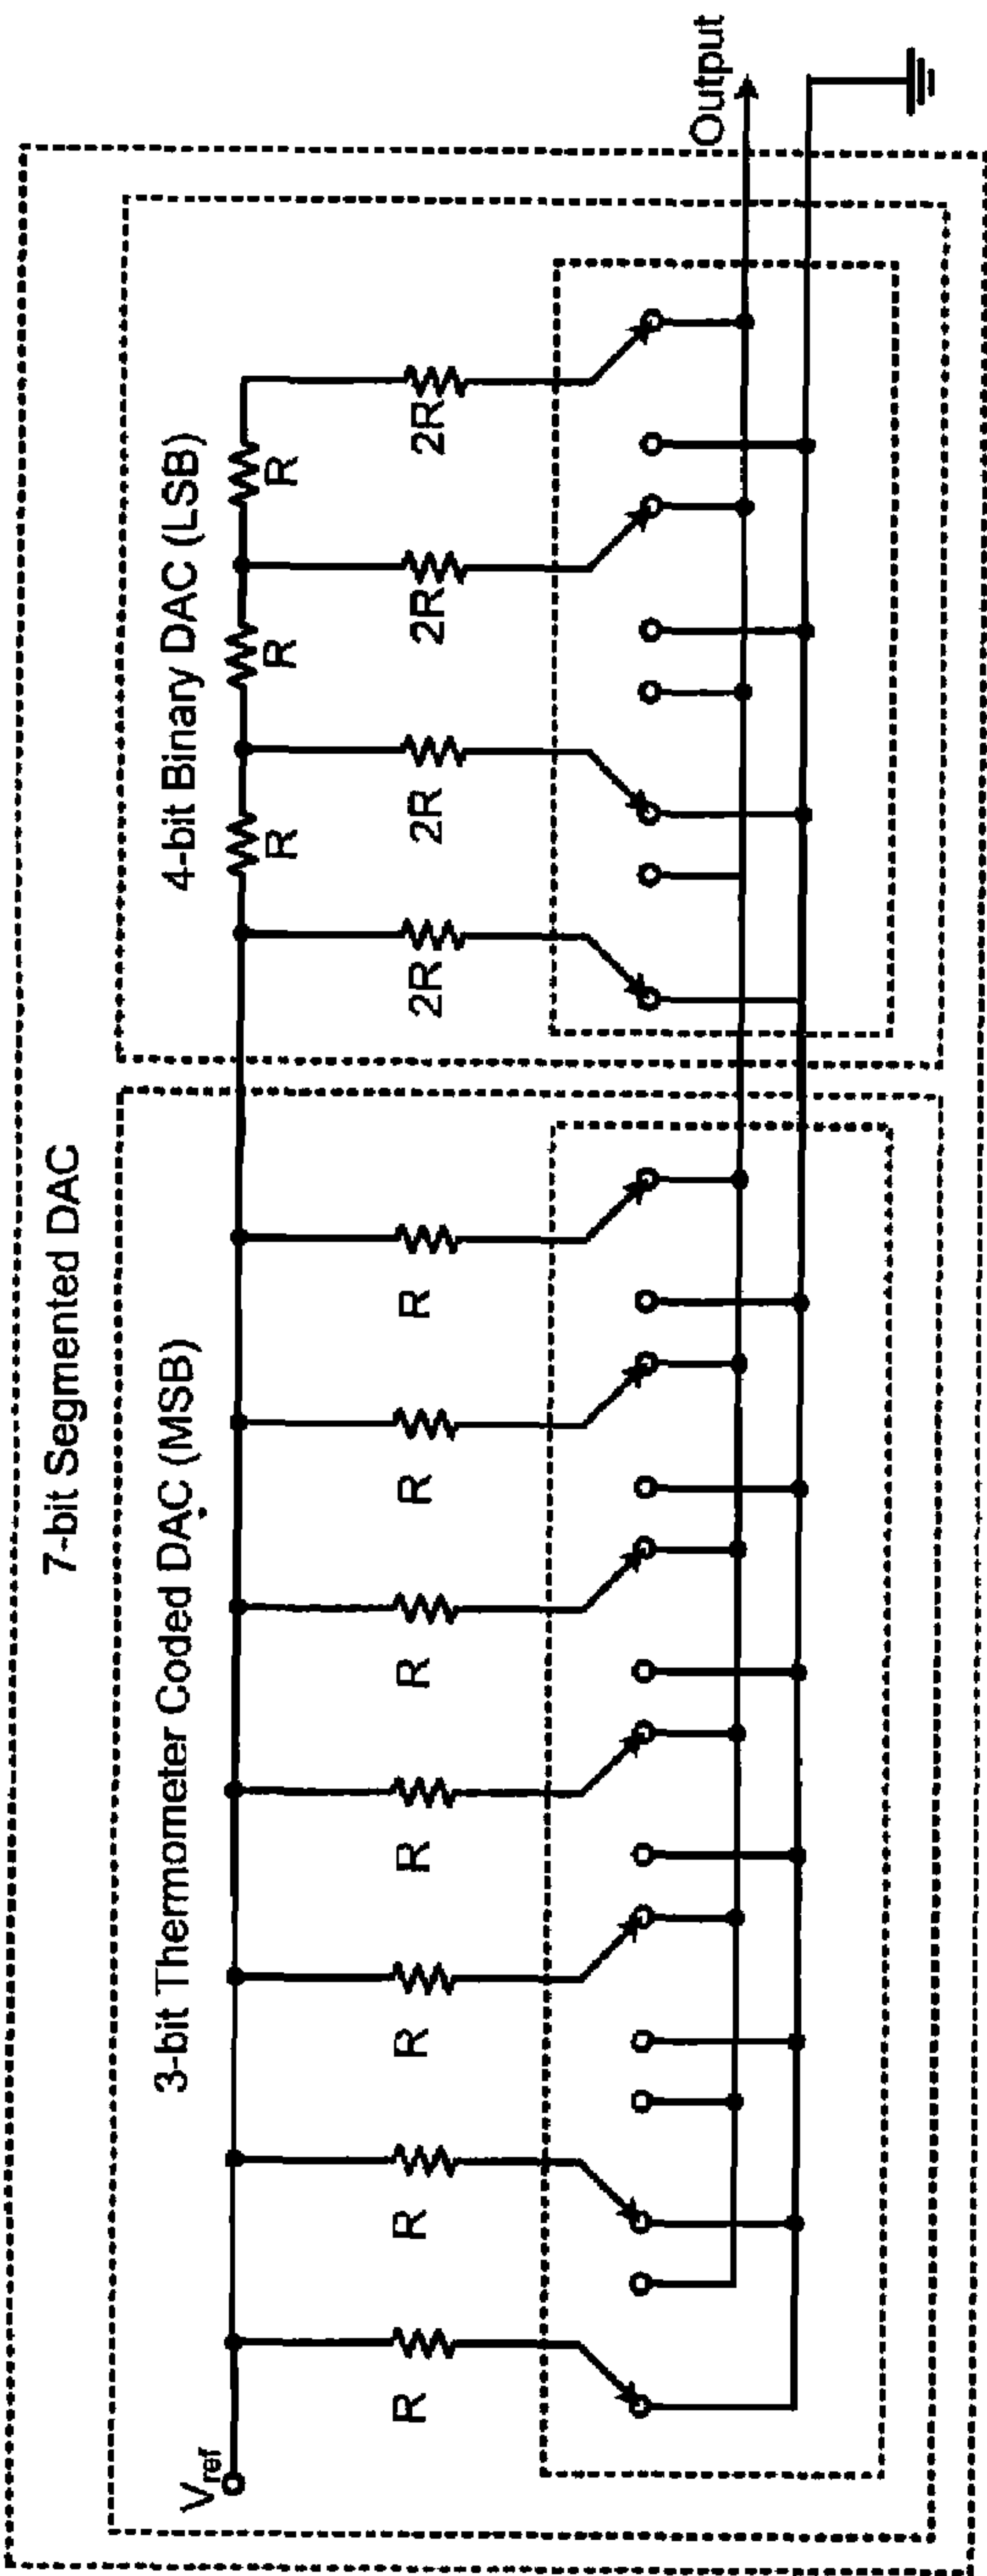 7-bit Segmented DAC
3-bit Thermometer Coded DAC (MSB)
4-bit Binary DAC (LSB)
Vref
R
R
R
R
R
R
R
2R
R
2R
R
2R
R
2R
Output